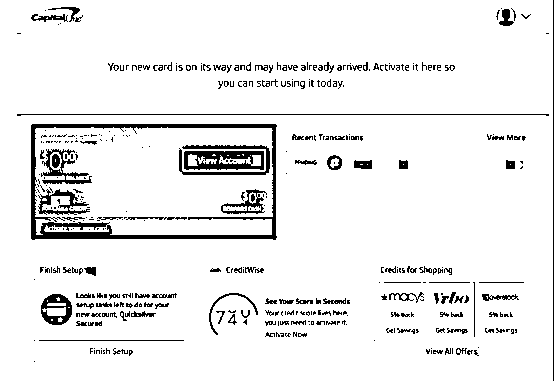 Capital One
Your new card is on its way and may have already arrived. Activate it here so
you can start using it today.
Recent Transactions
View More
$0.00
View Account
Finish Setup
CreditWise
Credits for Shopping
Looks like you still have account
setup tasks left to do for your
new account, Quicksilver
Secured
See Your Score in Seconds
Your credit score lives here,
you just need to activate it.
Activate Now
macy's
Vrbo
overstock
5% back
5% back
5% back
Get Savings
Get Savings
Get Savings
Finish Setup
View All Offers